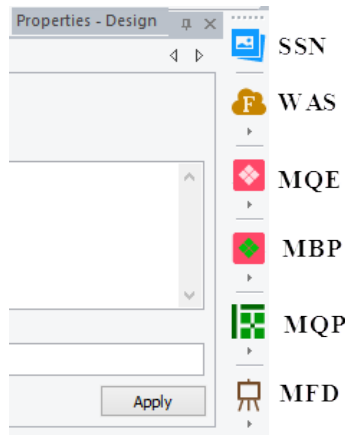 Properties - Design
SSN
F WAS
MQE
MBP
MQP
Apply
MFD